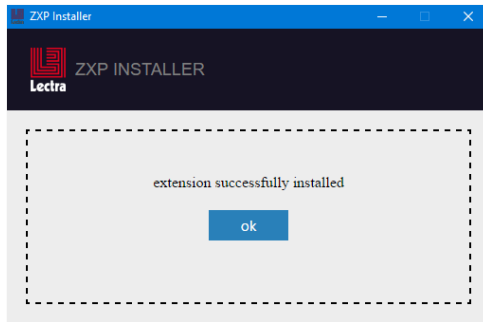 ZXP Installer
ZXP INSTALLER
Lectra
extension successfully installed
ok